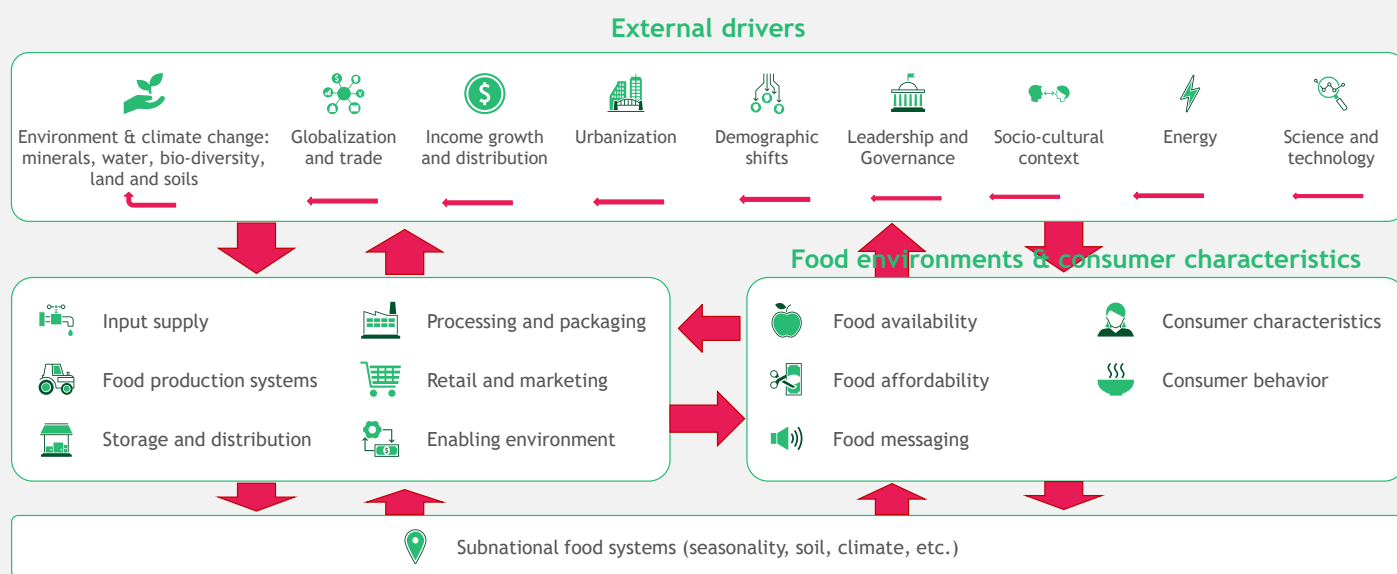 External drivers
Environment & climate change:
minerals, water, bio-diversity,
land and soils
Globalization
and trade
Income growth
and distribution
Urbanization
Demographic
shifts
Leadership and
Governance
Socio-cultural
context
Energy
Science and
technology
Food environments & consumer characteristics
Input supply
Processing and packaging
Food production systems
Retail and marketing
Storage and distribution
Enabling environment
Food availability
Consumer characteristics
Food affordability
Consumer behavior
Food messaging
Subnational food systems (seasonality, soil, climate, etc.)